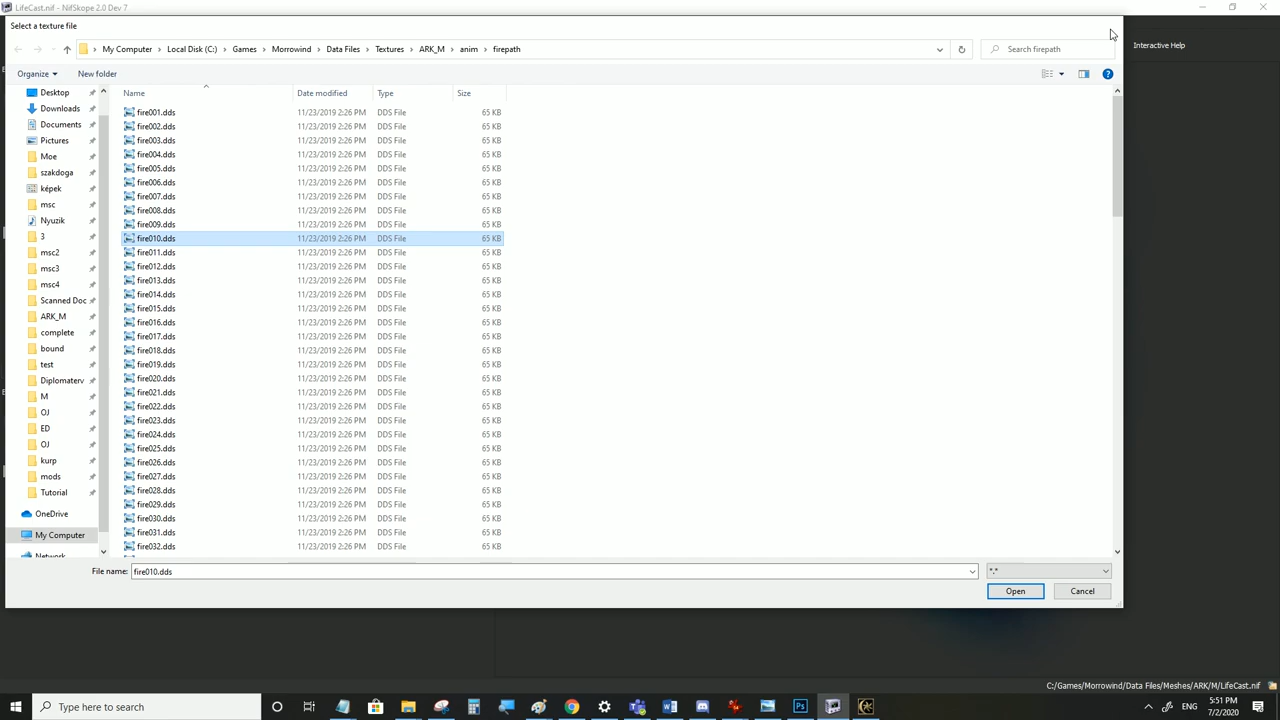 LifeCast.nif - NifSkope 2.0 Dev 7
Select a texture file
My Computer > Local Disk (C:) > Games > Morrowind > Data Files > Textures > ARK_M > anim > firepath
Search firepath
Interactive Help
Organize
New folder
Name
Date modified
Type
Size
Desktop
Downloads
Documents
Pictures
Moe
szakdoga
képek
msc
Nyuzik
3
msc2
msc3
msc4
Scanned Doc
ARK_M
complete
bound
test
Diplomaterv
M
OJ
ED
OJ
kurp
mods
Tutorial
OneDrive
My Computer
Network
fire001.dds 11/23/2019 2:26 PM DDS File 65 KB
fire002.dds 11/23/2019 2:26 PM DDS File 65 KB
fire003.dds 11/23/2019 2:26 PM DDS File 65 KB
fire004.dds 11/23/2019 2:26 PM DDS File 65 KB
fire005.dds 11/23/2019 2:26 PM DDS File 65 KB
fire006.dds 11/23/2019 2:26 PM DDS File 65 KB
fire007.dds 11/23/2019 2:26 PM DDS File 65 KB
fire008.dds 11/23/2019 2:26 PM DDS File 65 KB
fire009.dds 11/23/2019 2:26 PM DDS File 65 KB
fire010.dds 11/23/2019 2:26 PM DDS File 65 KB
fire011.dds 11/23/2019 2:26 PM DDS File 65 KB
fire012.dds 11/23/2019 2:26 PM DDS File 65 KB
fire013.dds 11/23/2019 2:26 PM DDS File 65 KB
fire014.dds 11/23/2019 2:26 PM DDS File 65 KB
fire015.dds 11/23/2019 2:26 PM DDS File 65 KB
fire016.dds 11/23/2019 2:26 PM DDS File 65 KB
fire017.dds 11/23/2019 2:26 PM DDS File 65 KB
fire018.dds 11/23/2019 2:26 PM DDS File 65 KB
fire019.dds 11/23/2019 2:26 PM DDS File 65 KB
fire020.dds 11/23/2019 2:26 PM DDS File 65 KB
fire021.dds 11/23/2019 2:26 PM DDS File 65 KB
fire022.dds 11/23/2019 2:26 PM DDS File 65 KB
fire023.dds 11/23/2019 2:26 PM DDS File 65 KB
fire024.dds 11/23/2019 2:26 PM DDS File 65 KB
fire025.dds 11/23/2019 2:26 PM DDS File 65 KB
fire026.dds 11/23/2019 2:26 PM DDS File 65 KB
fire027.dds 11/23/2019 2:26 PM DDS File 65 KB
fire028.dds 11/23/2019 2:26 PM DDS File 65 KB
fire029.dds 11/23/2019 2:26 PM DDS File 65 KB
fire030.dds 11/23/2019 2:26 PM DDS File 65 KB
fire031.dds 11/23/2019 2:26 PM DDS File 65 KB
fire032.dds 11/23/2019 2:26 PM DDS File 65 KB
File name: fire010.dds
*.*
Open
Cancel
C:/Games/Morrowind/Data Files/Meshes/ARK/M/LifeCast.nif
Type here to search
ENG
5:51 PM
7/2/2020